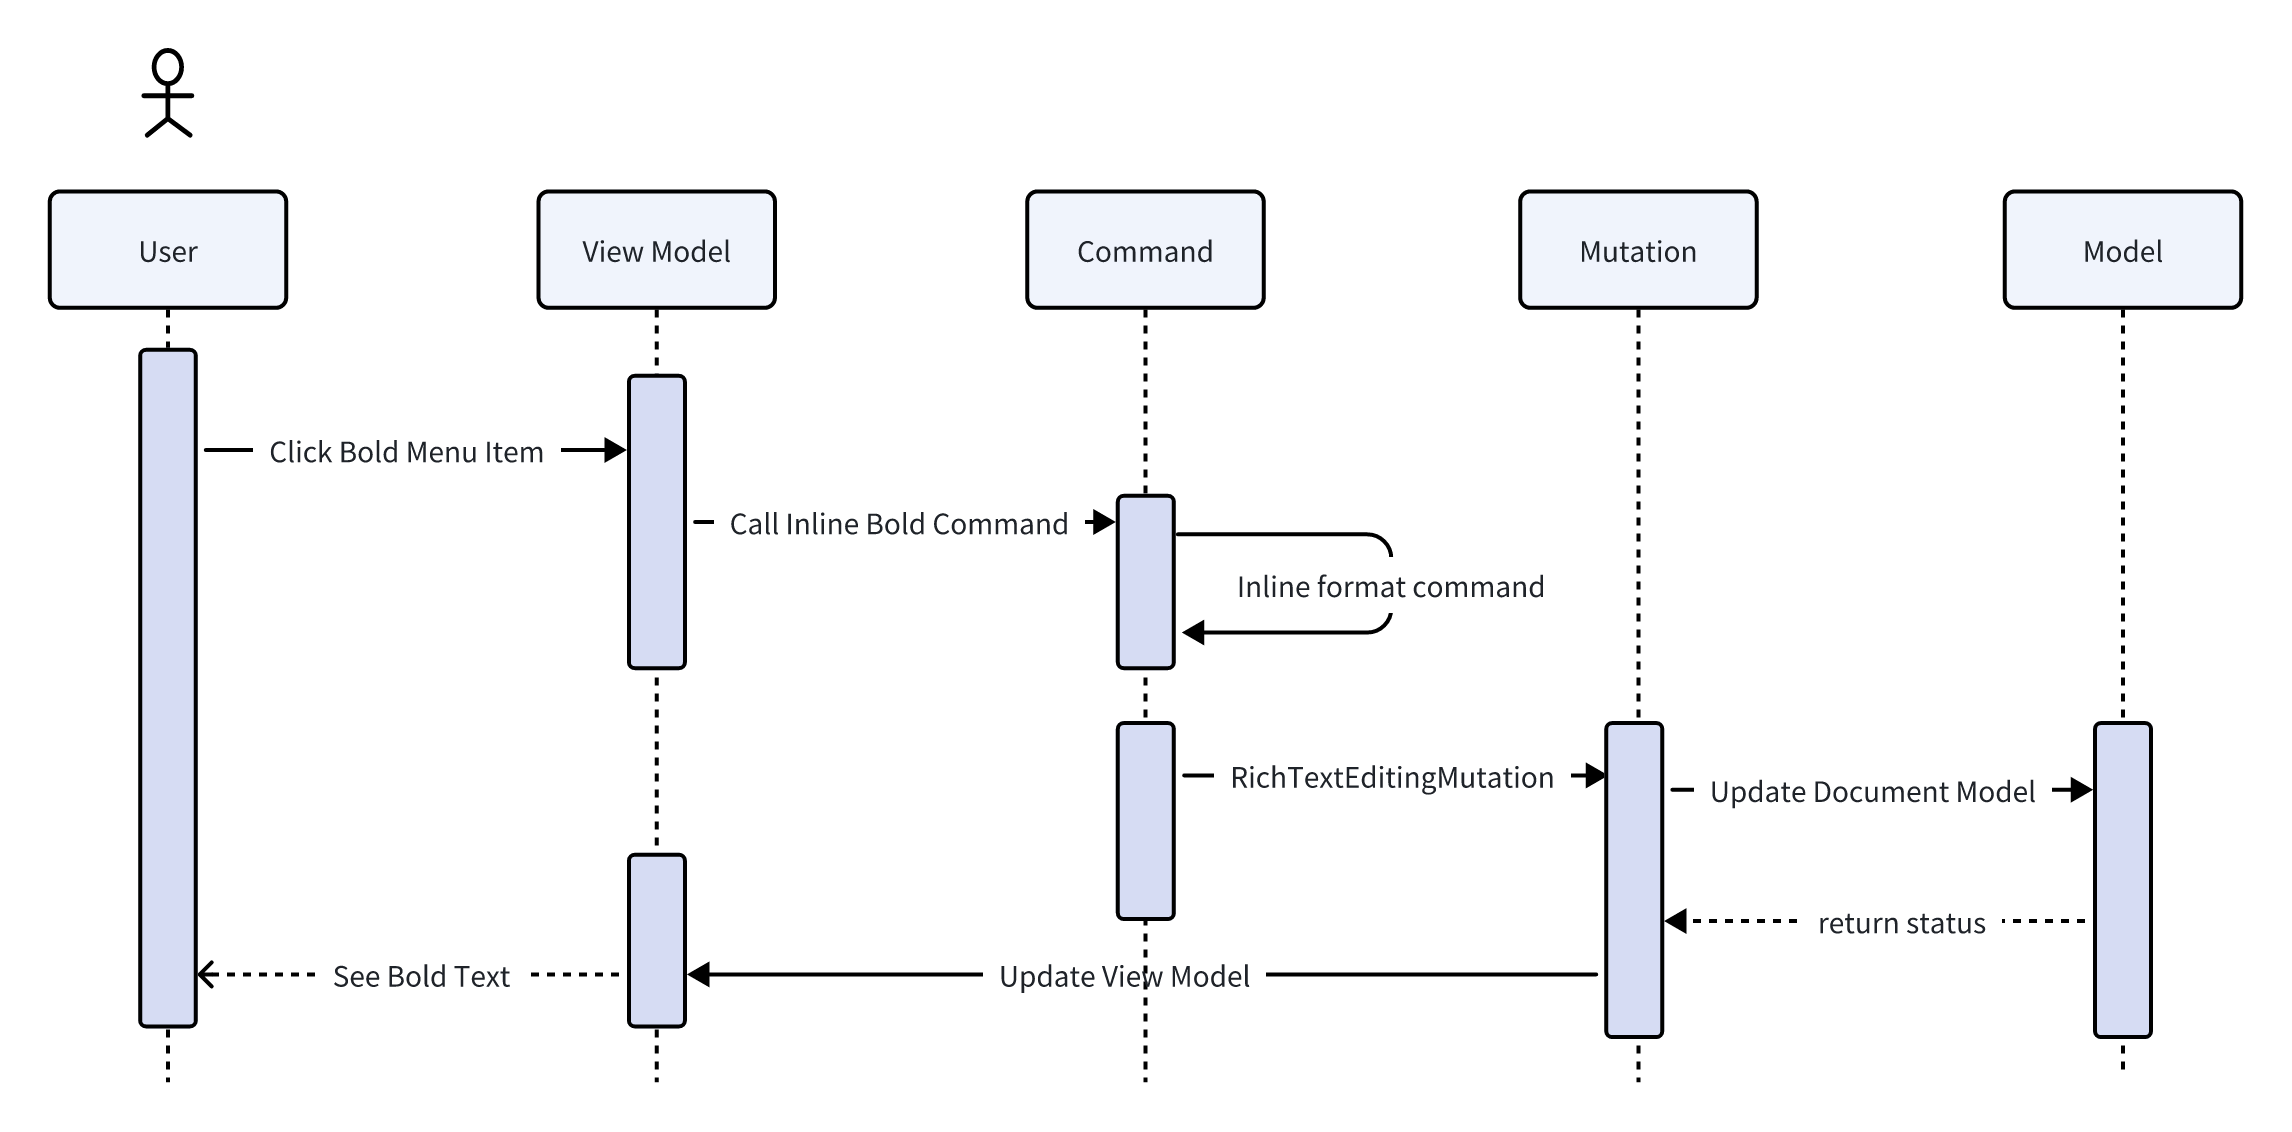 User
View Model
Command
Mutation
Model
Click Bold Menu Item
Call Inline Bold Command
Inline format command
RichTextEditingMutation
Update Document Model
return status
See Bold Text
Update View Model